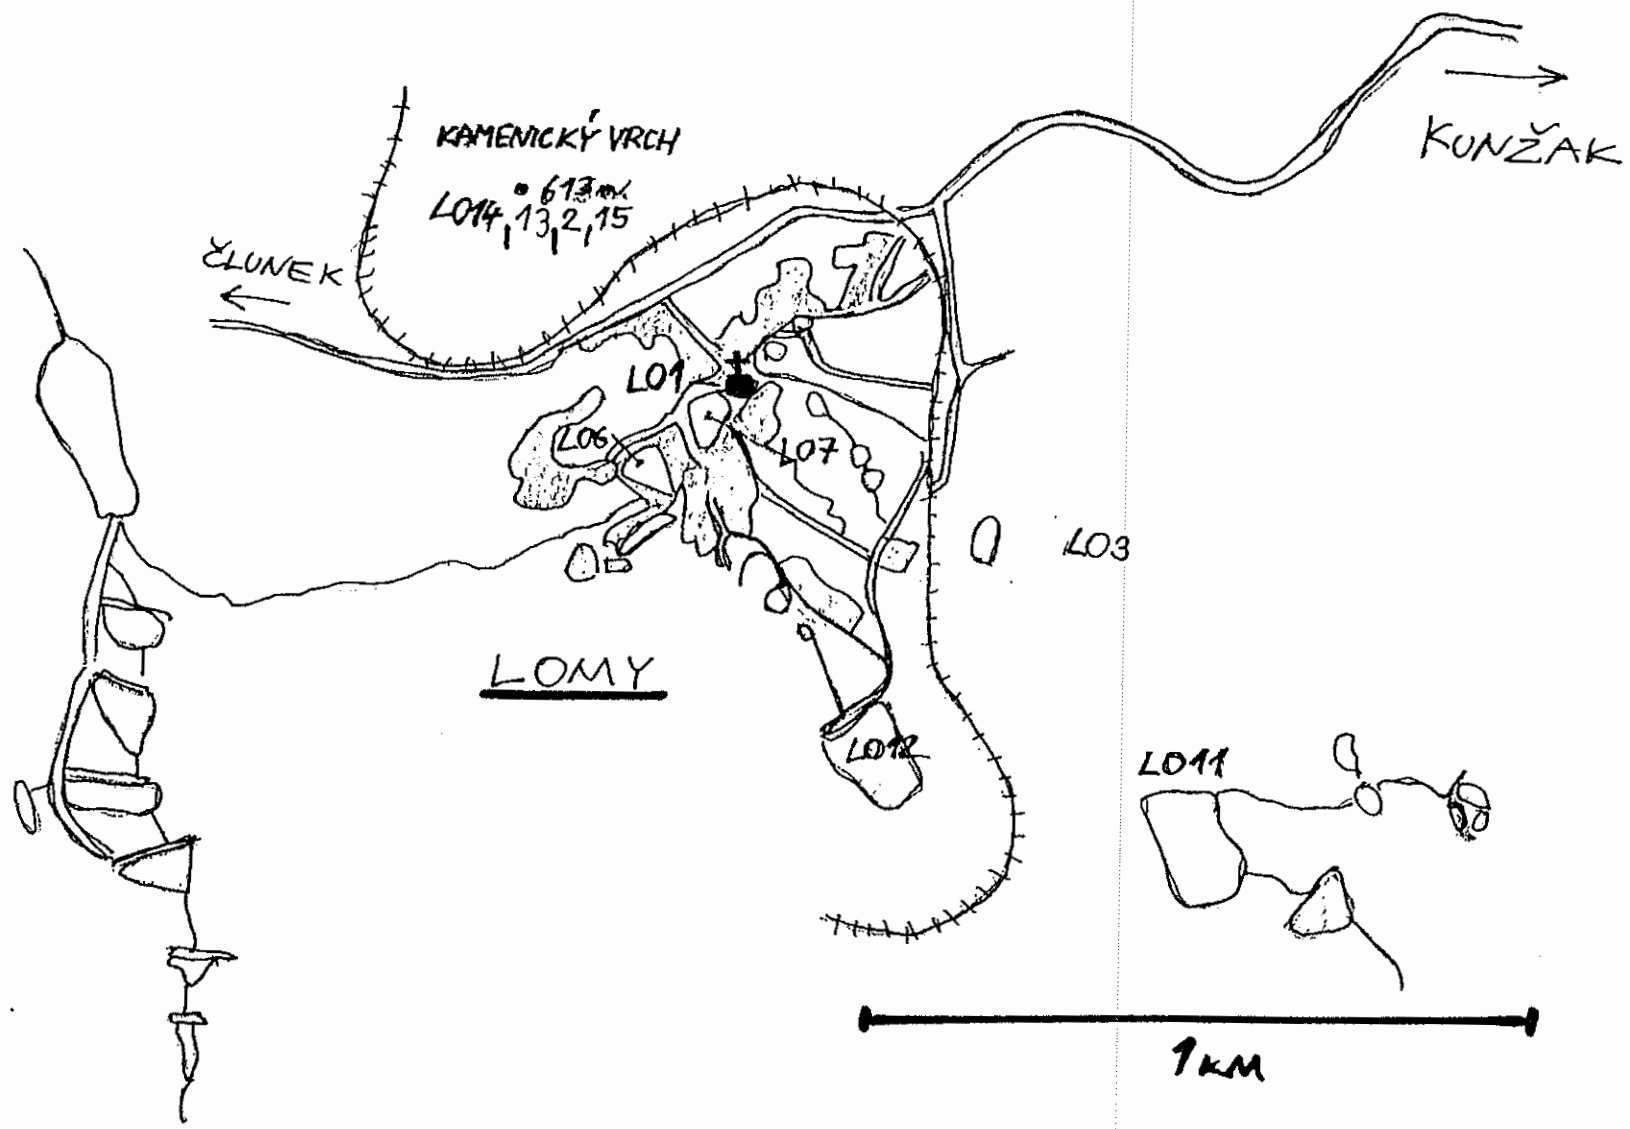 KAMENICKÝ VRCH
613 m.
LO14, 13, 2, 15
KUNŽAK
ČLUNEK
LO1
LO6
LO7
LO3
LOMY
LO12
LO11
1 KM